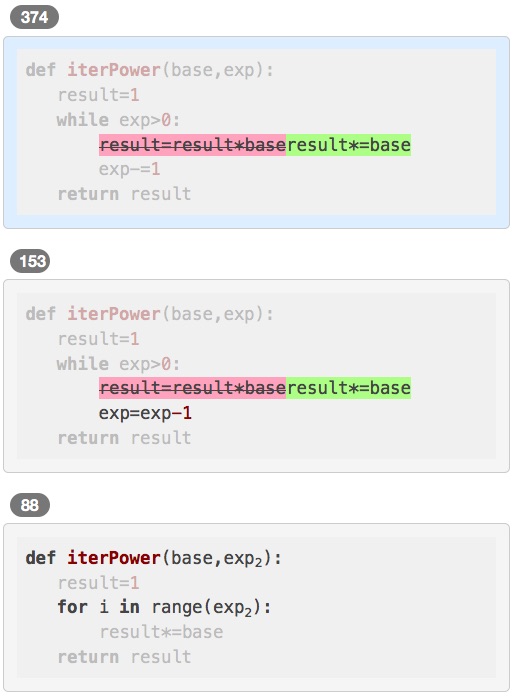 374
def iterPower(base,exp):
result=1
while exp>0:
result=result*baseresult*=base
exp-=1
return result
153
def iterPower(base,exp):
result=1
while exp>0:
result=result*baseresult*=base
exp=exp-1
return result
88
def iterPower(base,exp₂):
result=1
for i in range(exp₂):
result*=base
return result